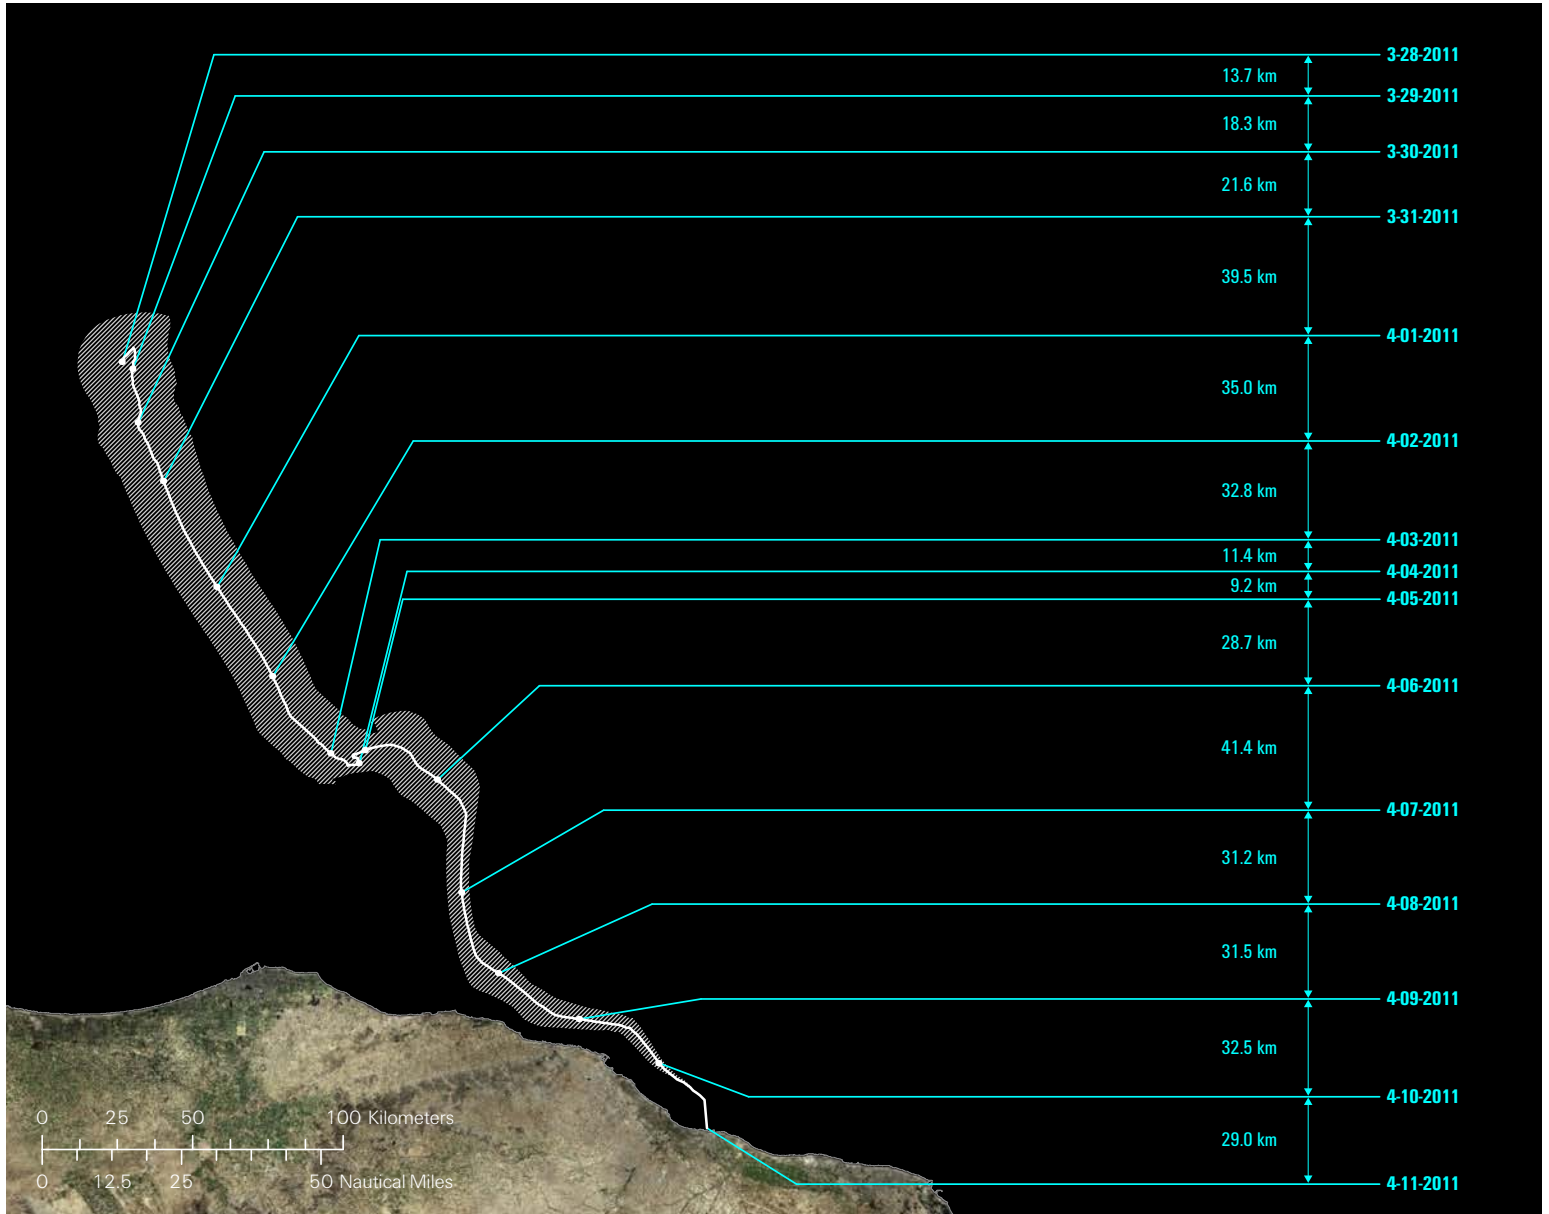 3-28-2011
13.7 km
3-29-2011
18.3 km
3-30-2011
21.6 km
3-31-2011
39.5 km
4-01-2011
35.0 km
4-02-2011
32.8 km
4-03-2011
11.4 km
4-04-2011
9.2 km
4-05-2011
28.7 km
4-06-2011
41.4 km
4-07-2011
31.2 km
4-08-2011
31.5 km
4-09-2011
32.5 km
4-10-2011
29.0 km
4-11-2011
0 25 50 100 Kilometers
0 12.5 25 50 Nautical Miles